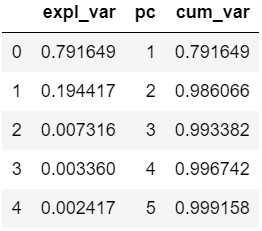 expl_var pc cum_var
0 0.791649 1 0.791649
1 0.194417 2 0.986066
2 0.007316 3 0.993382
3 0.003360 4 0.996742
4 0.002417 5 0.999158